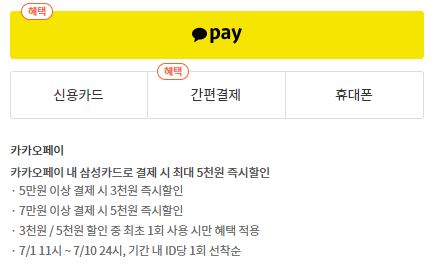 혜택
pay
혜택
신용카드 간편결제 휴대폰
카카오페이
카카오페이 내 삼성카드로 결제 시 최대 5천원 즉시할인
· 5만원 이상 결제 시 3천원 즉시할인
· 7만원 이상 결제 시 5천원 즉시할인
· 3천원 / 5천원 할인 중 최초 1회 사용 시만 혜택 적용
· 7/1 11시 ~ 7/10 24시, 기간 내 ID당 1회 선착순